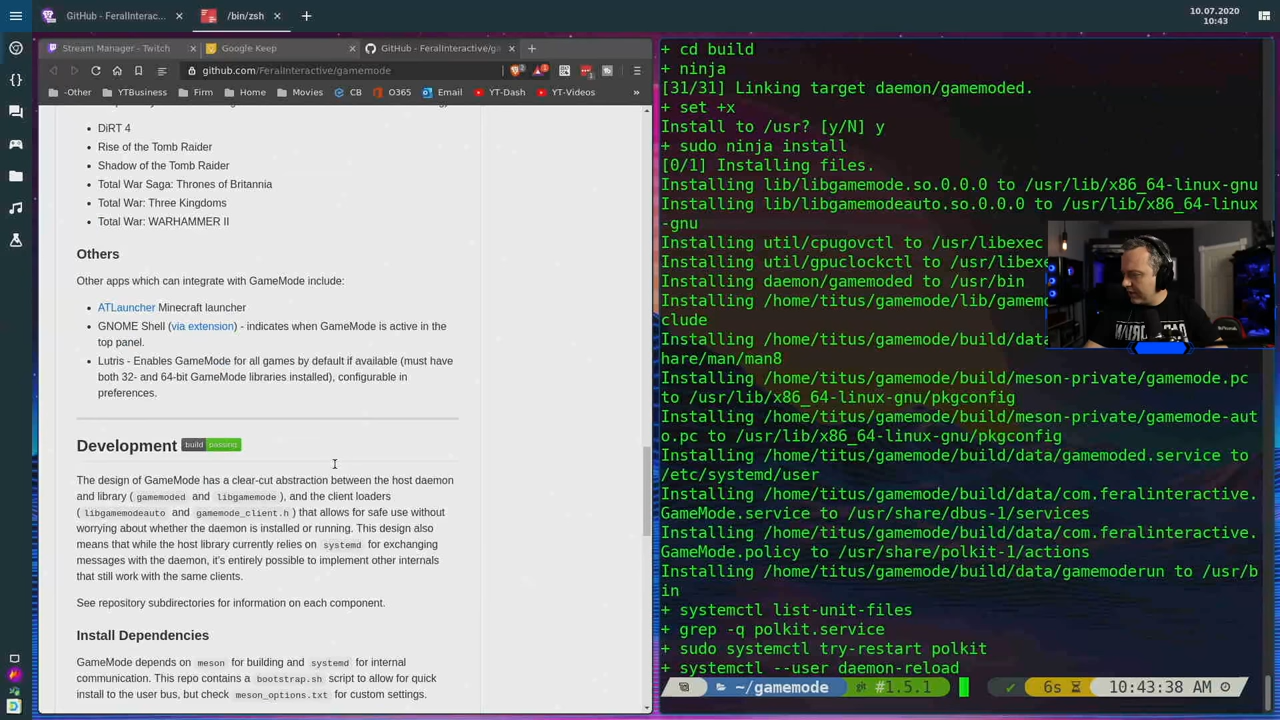 GitHub - FeralInterac...
/bin/zsh
10.07.2020
10:43
Stream Manager - Twitch
Google Keep
GitHub - FeralInteractive/ga
github.com/FeralInteractive/gamemode
-Other
YTBusiness
Firm
Home
Movies
CB
O365
Email
YT-Dash
YT-Videos
DiRT 4
Rise of the Tomb Raider
Shadow of the Tomb Raider
Total War Saga: Thrones of Britannia
Total War: Three Kingdoms
Total War: WARHAMMER II
Others
Other apps which can integrate with GameMode include:
ATLauncher Minecraft launcher
GNOME Shell (via extension) - indicates when GameMode is active in the
top panel.
Lutris - Enables GameMode for all games by default if available (must have
both 32- and 64-bit GameMode libraries installed), configurable in
preferences.
Development build passing
The design of GameMode has a clear-cut abstraction between the host daemon
and library ( gamemoded and libgamemode ), and the client loaders
( libgamemodeauto and gamemode_client.h ) that allows for safe use without
worrying about whether the daemon is installed or running. This design also
means that while the host library currently relies on systemd for exchanging
messages with the daemon, it's entirely possible to implement other internals
that still work with the same clients.
See repository subdirectories for information on each component.
Install Dependencies
GameMode depends on meson for building and systemd for internal
communication. This repo contains a bootstrap.sh script to allow for quick
install to the user bus, but check meson_options.txt for custom settings.
+ cd build
+ ninja
[31/31] Linking target daemon/gamemoded.
+ set +x
Install to /usr? [y/N] y
+ sudo ninja install
[0/1] Installing files.
Installing lib/libgamemode.so.0.0.0 to /usr/lib/x86_64-linux-gnu
Installing lib/libgamemodeauto.so.0.0.0 to /usr/lib/x86_64-linux
-gnu
Installing util/cpugovctl to /usr/libexec
Installing util/gpuclockctl to /usr/libexe
Installing daemon/gamemoded to /usr/bin
Installing /home/titus/gamemode/lib/gamemo
clude
Installing /home/titus/gamemode/build/data
hare/man/man8
Installing /home/titus/gamemode/build/meson-private/gamemode.pc
to /usr/lib/x86_64-linux-gnu/pkgconfig
Installing /home/titus/gamemode/build/meson-private/gamemode-aut
o.pc to /usr/lib/x86_64-linux-gnu/pkgconfig
Installing /home/titus/gamemode/build/data/gamemoded.service to
/etc/systemd/user
Installing /home/titus/gamemode/build/data/com.feralinteractive.
GameMode.service to /usr/share/dbus-1/services
Installing /home/titus/gamemode/build/data/com.feralinteractive.
GameMode.policy to /usr/share/polkit-1/actions
Installing /home/titus/gamemode/build/data/gamemoderun to /usr/b
in
+ systemctl list-unit-files
+ grep -q polkit.service
+ sudo systemctl try-restart polkit
+ systemctl --user daemon-reload
~/gamemode #1.5.1 ✓ 6s 10:43:38 AM